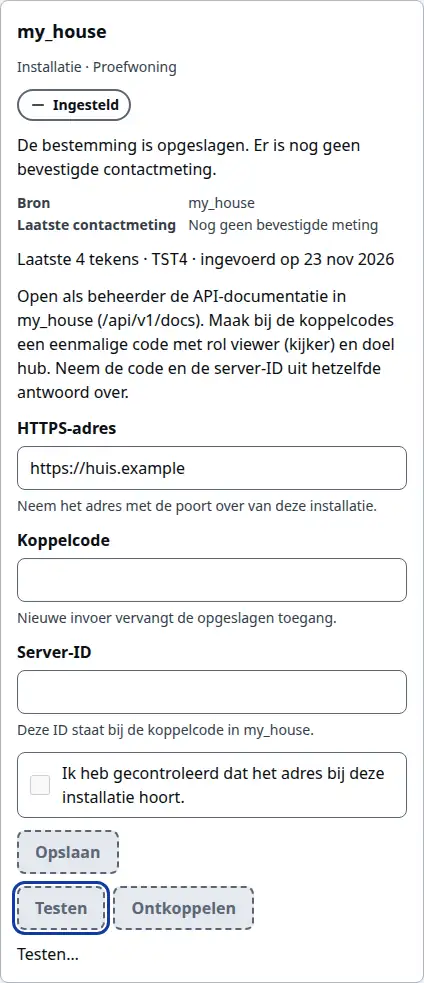 my_house
Installatie · Proefwoning
— Ingesteld
De bestemming is opgeslagen. Er is nog geen
bevestigde contactmeting.
Bron my_house
Laatste contactmeting Nog geen bevestigde meting
Laatste 4 tekens · TST4 · ingevoerd op 23 nov 2026
Open als beheerder de API-documentatie in
my_house (/api/v1/docs). Maak bij de koppelcodes
een eenmalige code met rol viewer (kijker) en doel
hub. Neem de code en de server-ID uit hetzelfde
antwoord over.
HTTPS-adres
https://huis.example
Neem het adres met de poort over van deze installatie.
Koppelcode
Nieuwe invoer vervangt de opgeslagen toegang.
Server-ID
Deze ID staat bij de koppelcode in my_house.
Ik heb gecontroleerd dat het adres bij deze
installatie hoort.
Opslaan
Testen Ontkoppelen
Testen...